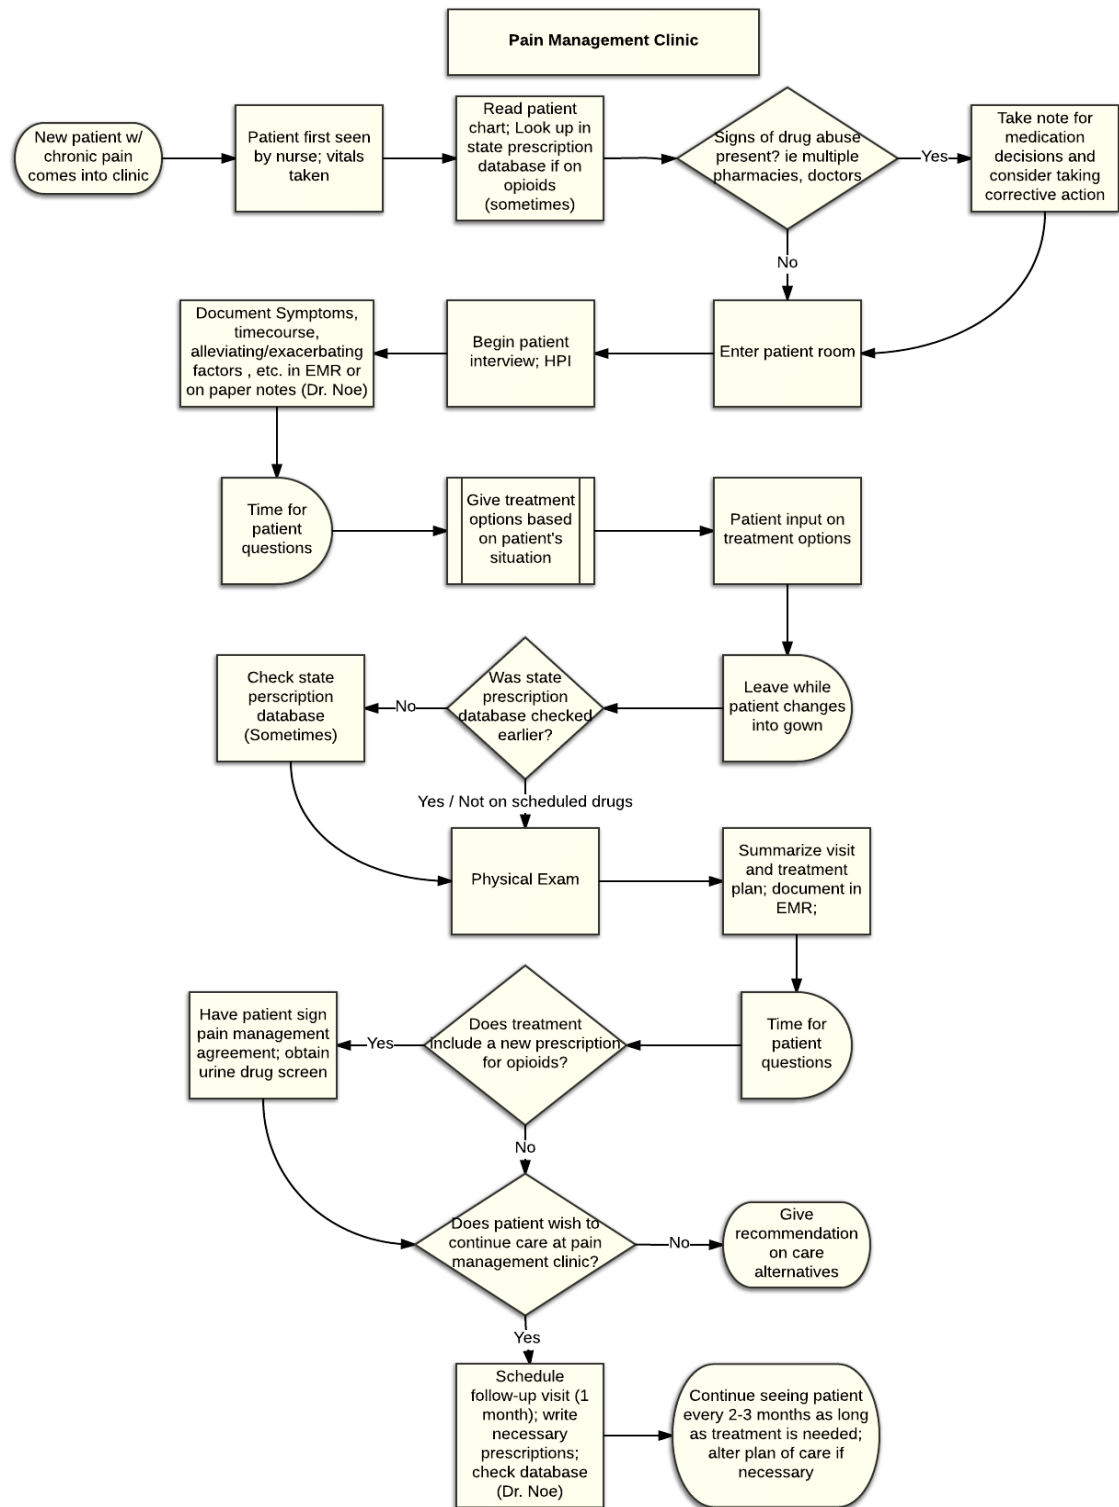 Pain Management Clinic
New patient w/
chronic pain
comes into clinic
Patient first seen
by nurse; vitals
taken
Read patient
chart; Look up in
state prescription
database if on
opioids
(sometimes)
Signs of drug abuse
present? ie multiple
pharmacies, doctors
Yes
Take note for
medication
decisions and
consider taking
corrective action
No
Enter patient room
Begin patient
interview; HPI
Document Symptoms,
timecourse,
alleviating/exacerbating
factors , etc. in EMR or
on paper notes (Dr. Noe)
Time for
patient
questions
Give treatment
options based
on patient's
situation
Patient input on
treatment options
Leave while
patient changes
into gown
Was state
prescription
database checked
earlier?
No
Check state
perscription
database
(Sometimes)
Yes / Not on scheduled drugs
Physical Exam
Summarize visit
and treatment
plan; document in
EMR;
Time for
patient
questions
Does treatment
include a new prescription
for opioids?
Yes
Have patient sign
pain management
agreement; obtain
urine drug screen
No
Does patient wish to
continue care at pain
management clinic?
No
Give
recommendation
on care
alternatives
Yes
Schedule
follow-up visit (1
month); write
necessary
prescriptions;
check database
(Dr. Noe)
Continue seeing patient
every 2-3 months as long
as treatment is needed;
alter plan of care if
necessary